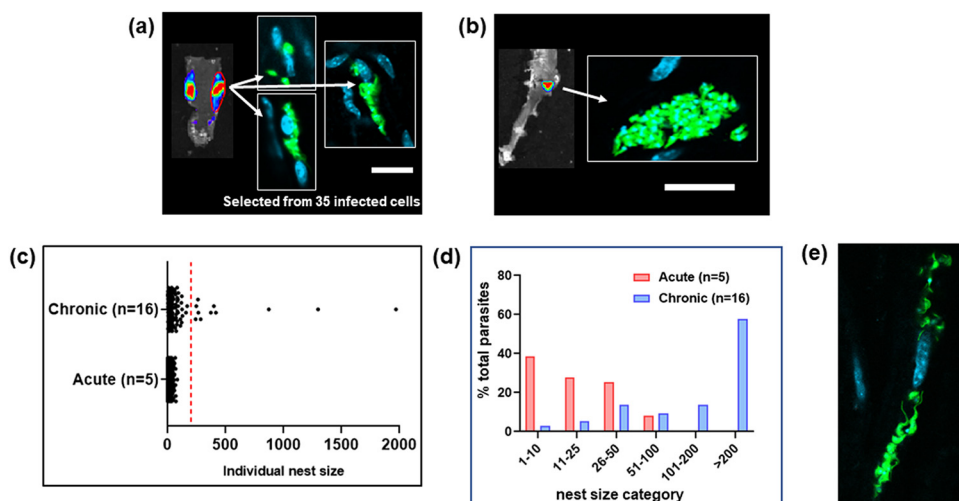 (a)
Selected from 35 infected cells
(b)
(c)
Chronic (n=16)
Acute (n=5)
0
500
1000
1500
2000
Individual nest size
(d)
% total parasites
80
60
40
20
0
Acute (n=5)
Chronic (n=16)
1-10
11-25
26-50
51-100
101-200
>200
nest size category
(e)